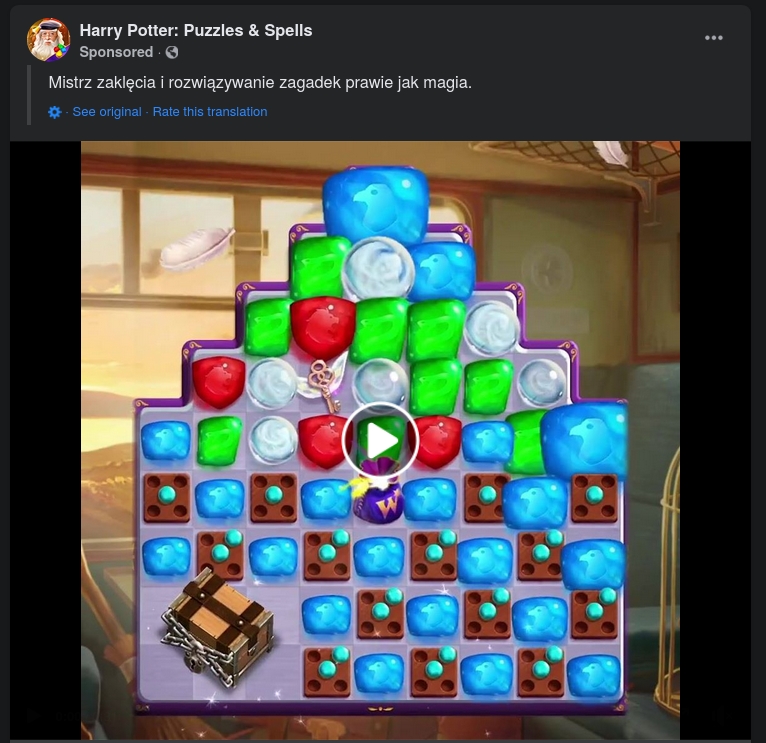 Harry Potter: Puzzles & Spells
Sponsored ·
Mistrz zaklęcia i rozwiązywanie zagadek prawie jak magia.
· See original · Rate this translation
W